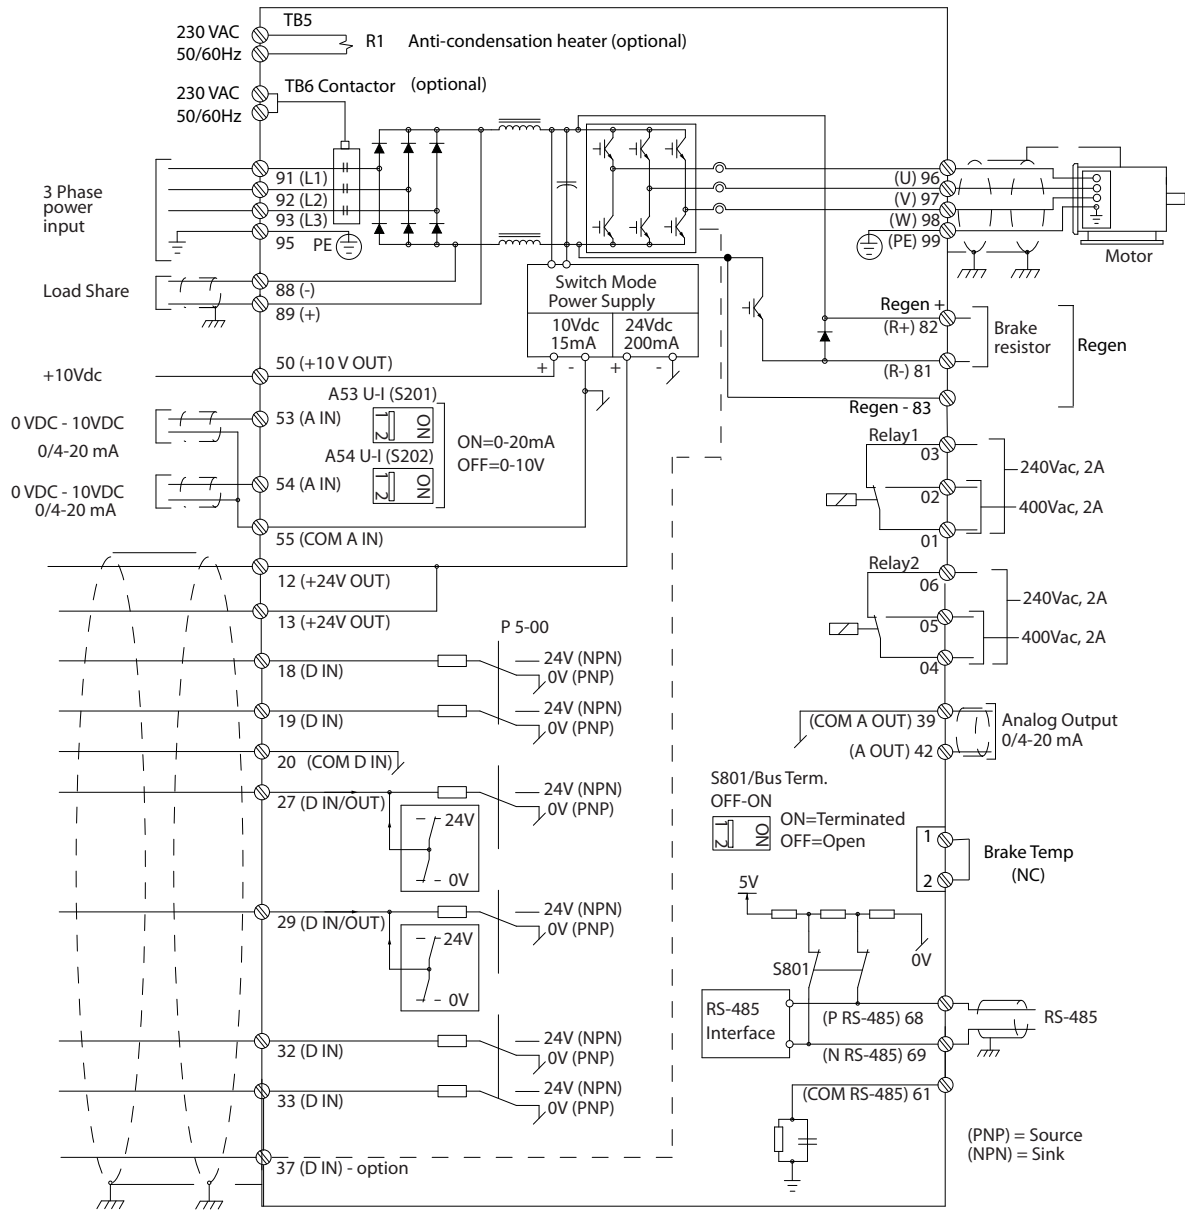 TB5
230 VAC
50/60Hz
R1
Anti-condensation heater (optional)
TB6 Contactor (optional)
230 VAC
50/60Hz
3 Phase
power
input
91 (L1)
92 (L2)
93 (L3)
95
PE
(U) 96
(V) 97
(W) 98
(PE) 99
Motor
Load Share
88 (-)
89 (+)
Switch Mode
Power Supply
10Vdc
15mA
24Vdc
200mA
+ - + -
Regen +
(R+) 82
Brake
resistor
Regen
(R-) 81
Regen - 83
+10Vdc
50 (+10 V OUT)
A53 U-I (S201)
0 VDC - 10VDC
0/4-20 mA
53 (A IN)
1 2
ON
ON=0-20mA
OFF=0-10V
A54 U-I (S202)
0 VDC - 10VDC
0/4-20 mA
54 (A IN)
1 2
ON
55 (COM A IN)
Relay1
03
240Vac, 2A
02
400Vac, 2A
01
12 (+24V OUT)
13 (+24V OUT)
Relay2
06
240Vac, 2A
05
400Vac, 2A
04
P 5-00
18 (D IN)
24V (NPN)
0V (PNP)
19 (D IN)
24V (NPN)
0V (PNP)
20 (COM D IN)
27 (D IN/OUT)
24V (NPN)
0V (PNP)
24V
0V
29 (D IN/OUT)
24V (NPN)
0V (PNP)
24V
0V
32 (D IN)
24V (NPN)
0V (PNP)
33 (D IN)
24V (NPN)
0V (PNP)
37 (D IN) - option
(COM A OUT) 39
Analog Output
0/4-20 mA
(A OUT) 42
S801/Bus Term.
OFF-ON
1 2
ON
ON=Terminated
OFF=Open
1
2
Brake Temp
(NC)
5V
0V
S801
RS-485
Interface
(P RS-485) 68
RS-485
(N RS-485) 69
(COM RS-485) 61
(PNP) = Source
(NPN) = Sink